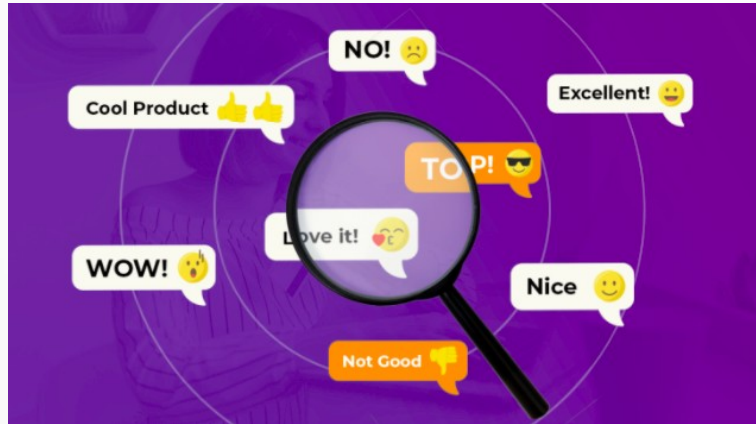 NO!
Excellent!
Cool Product
TOP!
Love it!
WOW!
Nice
Not Good